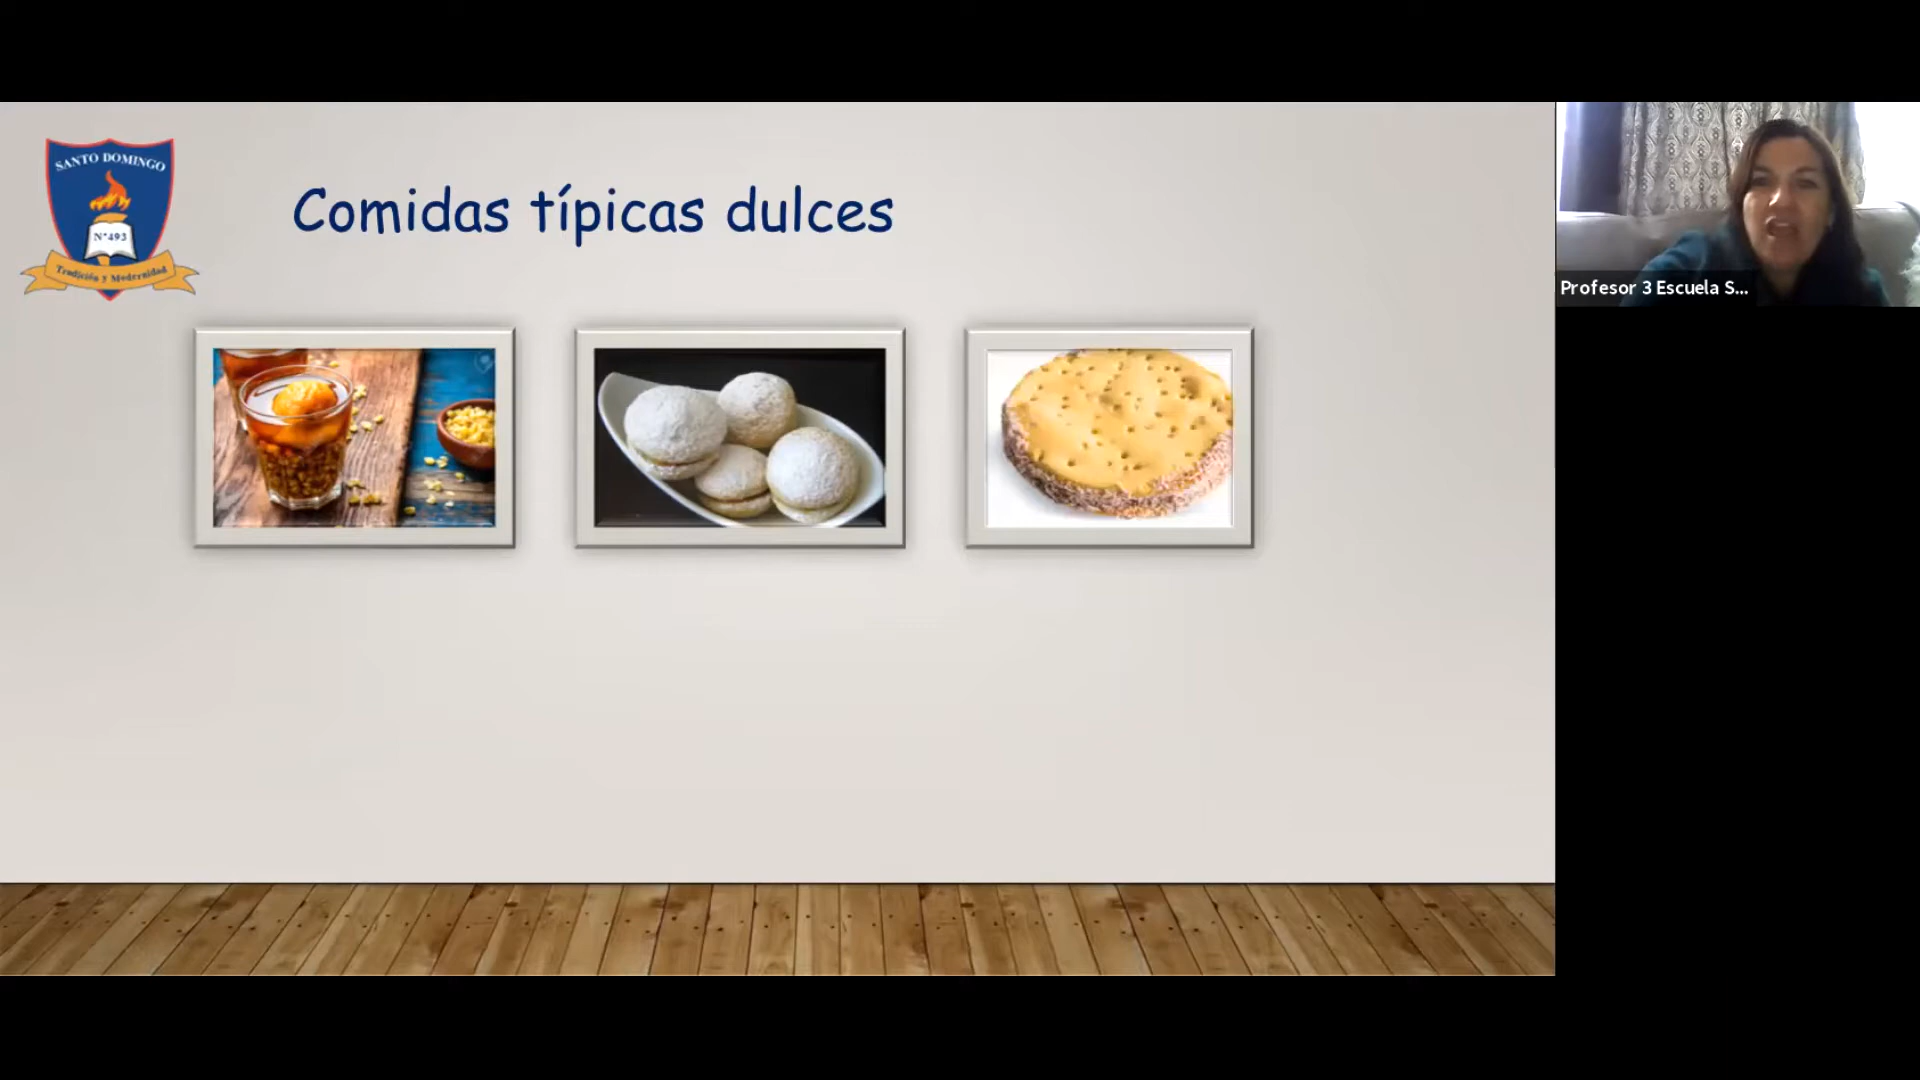 SANTO DOMINGO
N°493
Tradición y Modernidad
Comidas típicas dulces
Profesor 3 Escuela S...